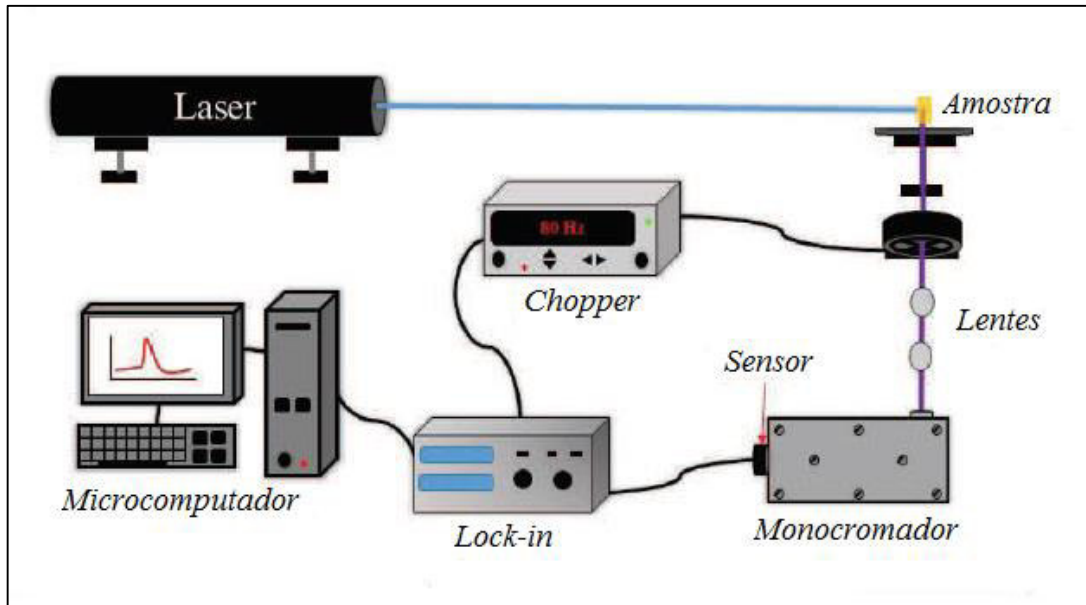 Laser
Amostra
80 Hz
Chopper
Lentes
Sensor
Microcomputador
Lock-in
Monocromador